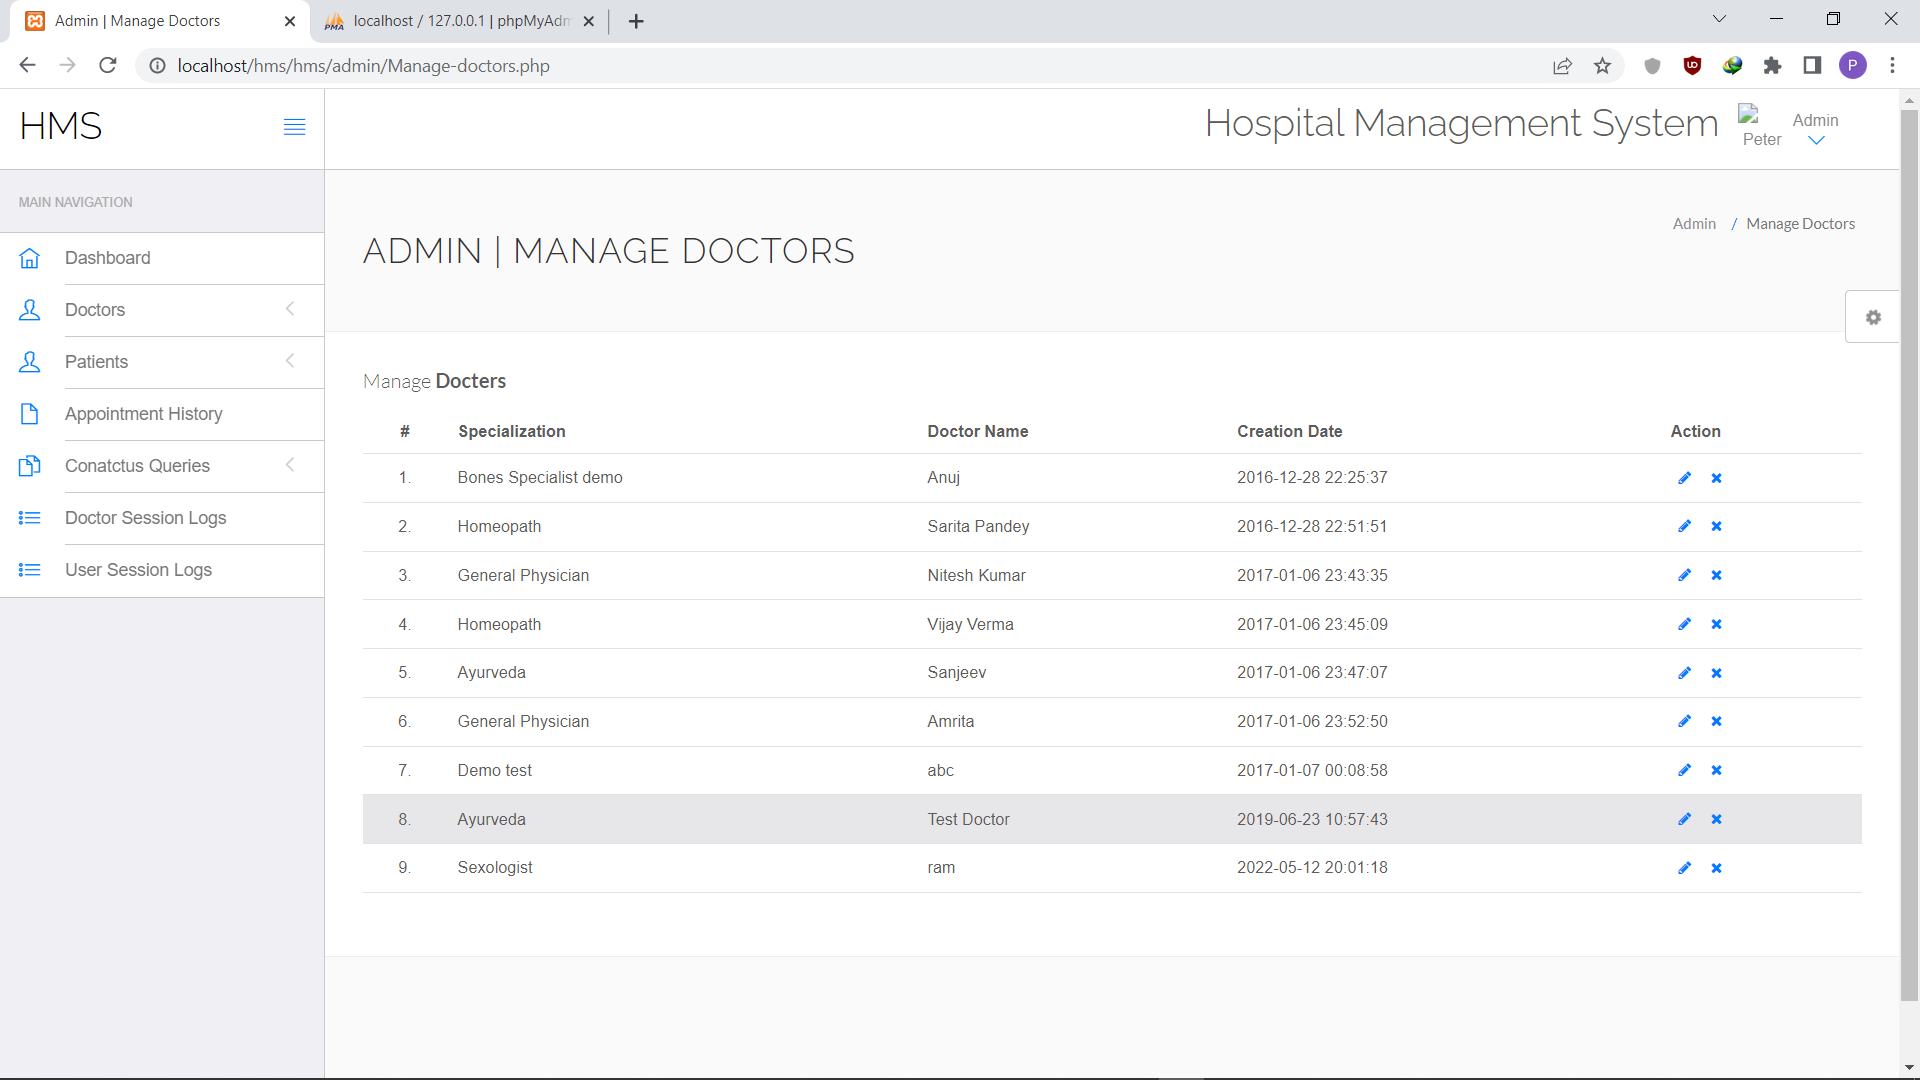 Admin | Manage Doctors
localhost / 127.0.0.1 | phpMyAdm
localhost/hms/hms/admin/Manage-doctors.php
P
HMS
Hospital Management System
Peter
Admin
MAIN NAVIGATION
Dashboard
Doctors
Patients
Appointment History
Conatctus Queries
Doctor Session Logs
User Session Logs
ADMIN | MANAGE DOCTORS
Admin / Manage Doctors
Manage Docters
# Specialization Doctor Name Creation Date Action
1. Bones Specialist demo Anuj 2016-12-28 22:25:37
2. Homeopath Sarita Pandey 2016-12-28 22:51:51
3. General Physician Nitesh Kumar 2017-01-06 23:43:35
4. Homeopath Vijay Verma 2017-01-06 23:45:09
5. Ayurveda Sanjeev 2017-01-06 23:47:07
6. General Physician Amrita 2017-01-06 23:52:50
7. Demo test abc 2017-01-07 00:08:58
8. Ayurveda Test Doctor 2019-06-23 10:57:43
9. Sexologist ram 2022-05-12 20:01:18